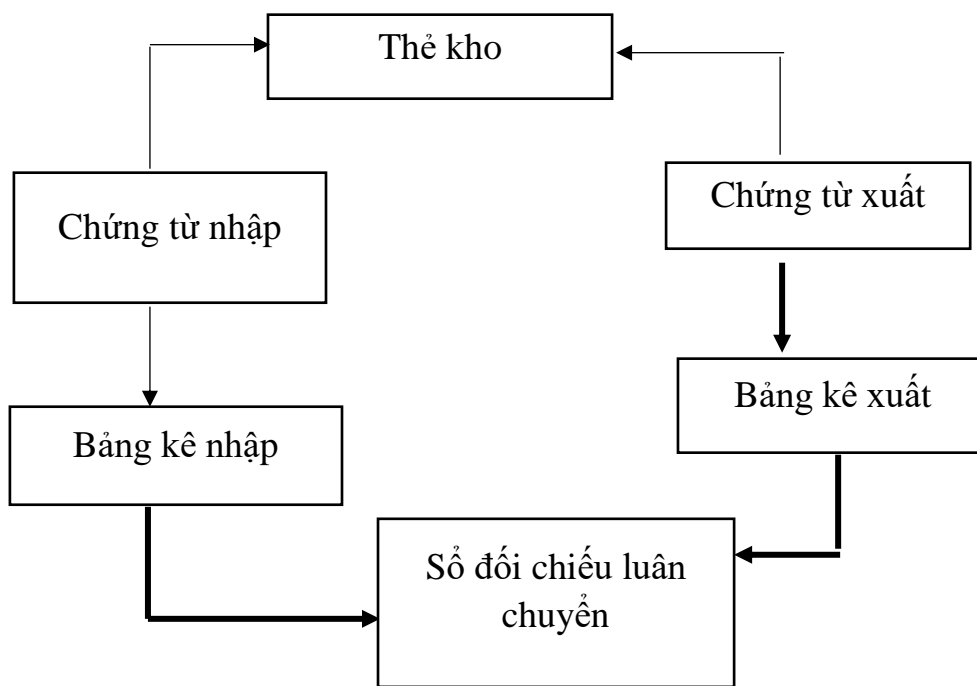 Thẻ kho
Chứng từ nhập
Chứng từ xuất
Bảng kê xuất
Bảng kê nhập
Sổ đối chiếu luân
chuyển